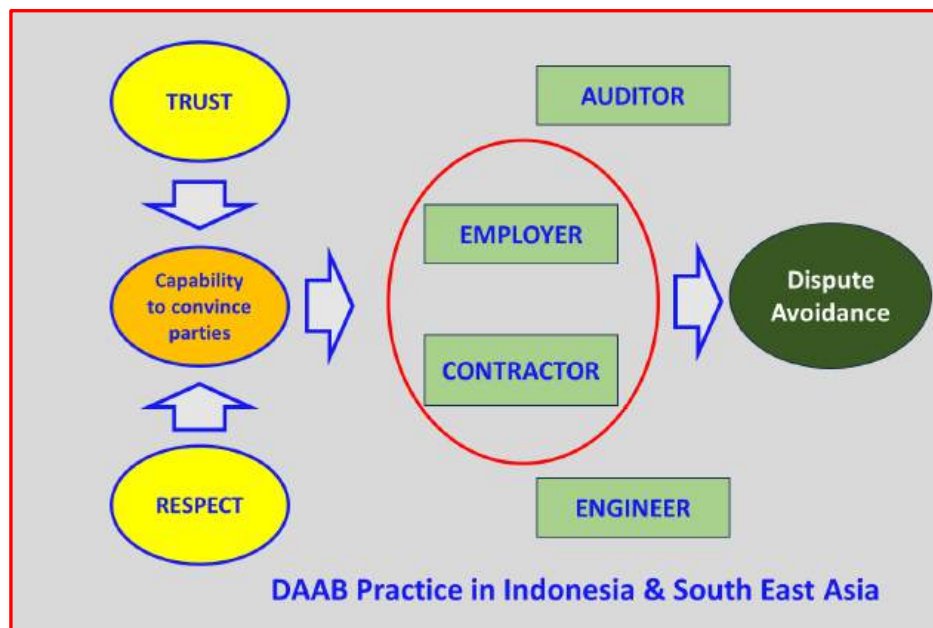 TRUST
AUDITOR
EMPLOYER
Capability
to convince
parties
Dispute
Avoidance
CONTRACTOR
RESPECT
ENGINEER
DAAB Practice in Indonesia & South East Asia